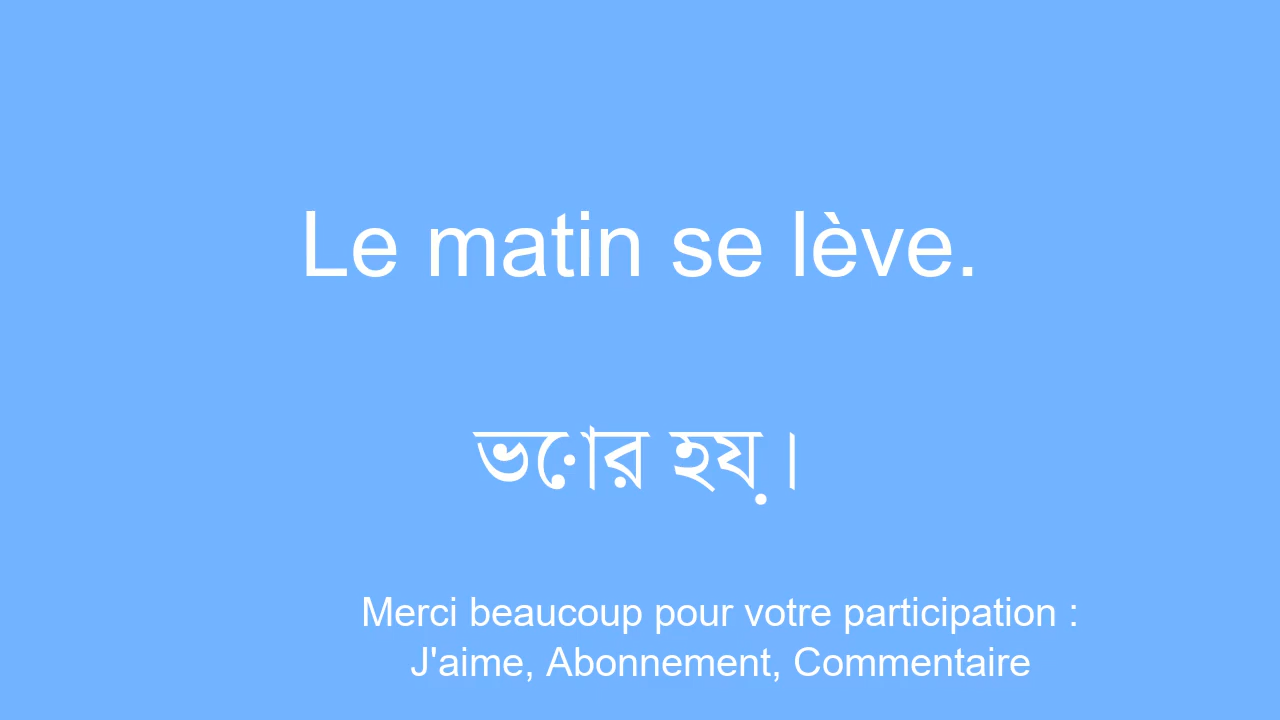 Le matin se lève.
ভোর হয়।
Merci beaucoup pour votre participation :
J'aime, Abonnement, Commentaire